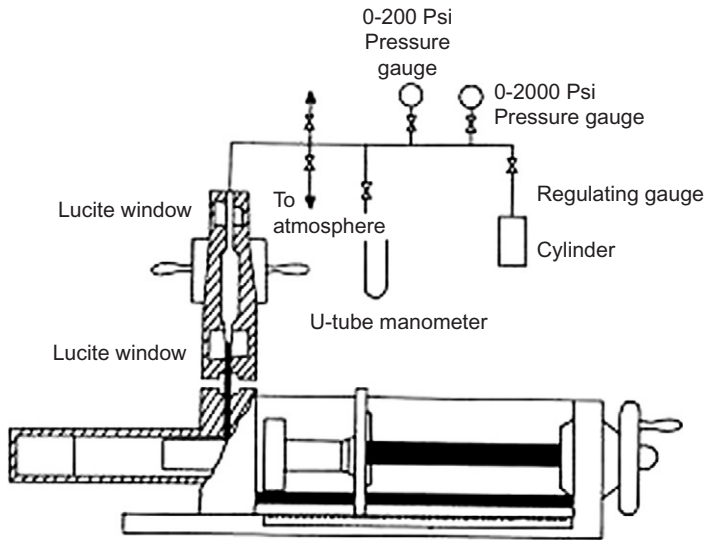 0-200 Psi
Pressure
gauge
0-2000 Psi
Pressure gauge
Lucite window
To
atmosphere
Regulating gauge
Cylinder
U-tube manometer
Lucite window